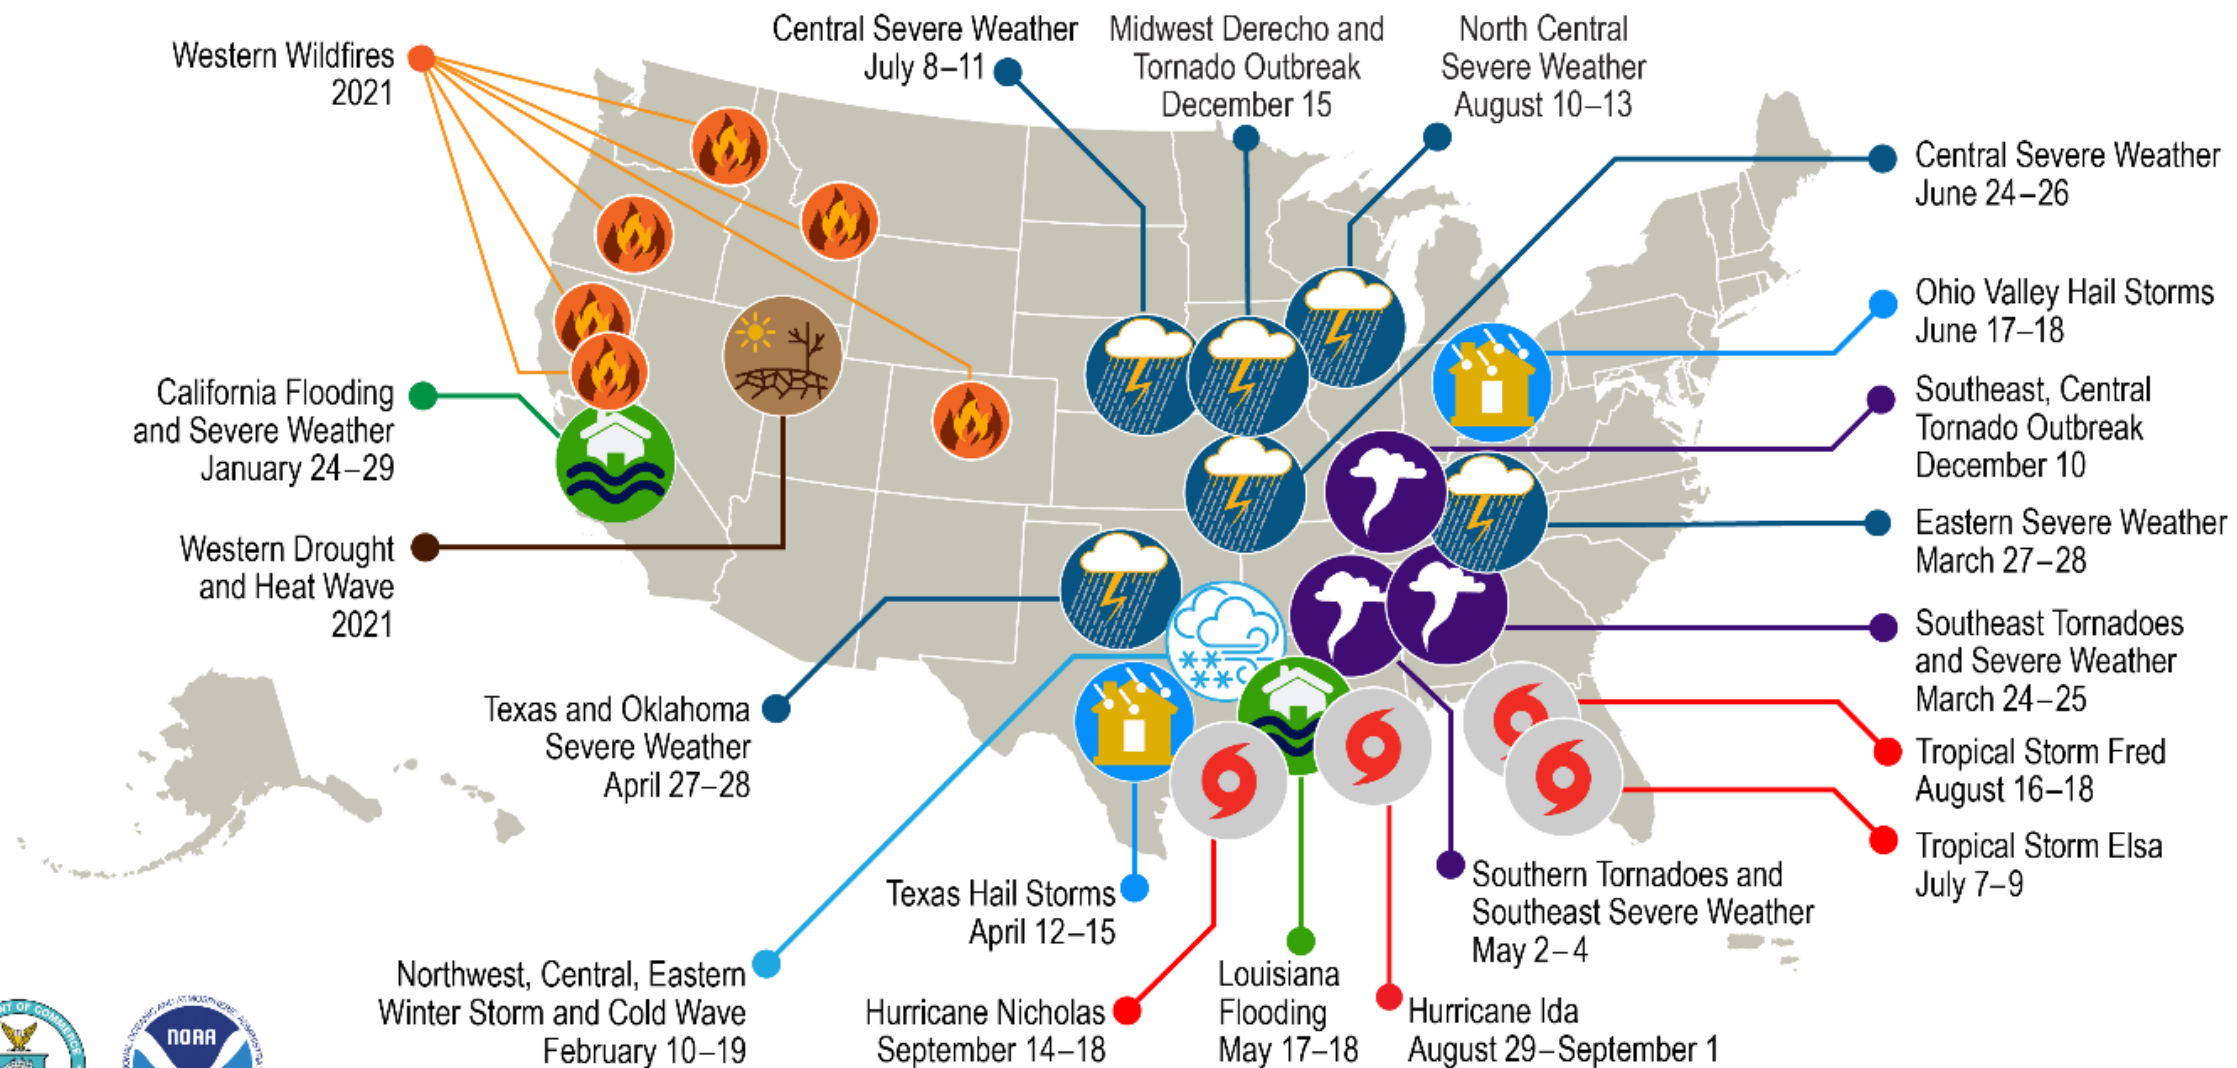 Western Wildfires
2021
Central Severe Weather
July 8–11
Midwest Derecho and
Tornado Outbreak
December 15
North Central
Severe Weather
August 10–13
Central Severe Weather
June 24–26
Ohio Valley Hail Storms
June 17–18
Southeast, Central
Tornado Outbreak
December 10
Eastern Severe Weather
March 27–28
Southeast Tornadoes
and Severe Weather
March 24–25
Tropical Storm Fred
August 16–18
Tropical Storm Elsa
July 7–9
California Flooding
and Severe Weather
January 24–29
Western Drought
and Heat Wave
2021
Texas and Oklahoma
Severe Weather
April 27–28
Texas Hail Storms
April 12–15
Southern Tornadoes and
Southeast Severe Weather
May 2–4
Northwest, Central, Eastern
Winter Storm and Cold Wave
February 10–19
Hurricane Nicholas
September 14–18
Louisiana
Flooding
May 17–18
Hurricane Ida
August 29–September 1
NOAA